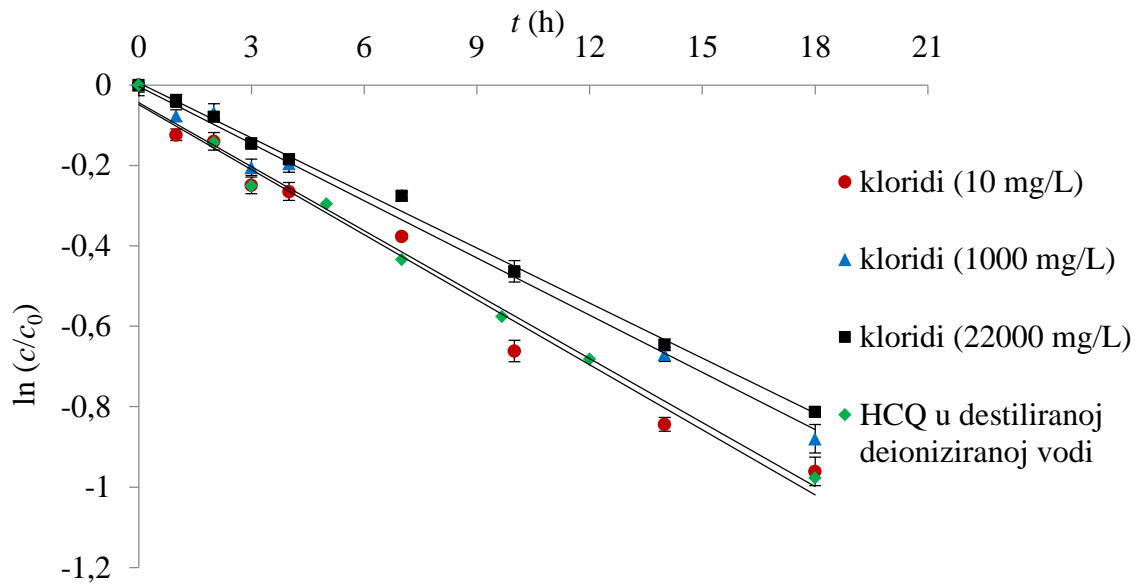 t (h)
0 3 6 9 12 15 18 21
0
-0,2
-0,4
-0,6
-0,8
-1
-1,2
ln (c/c₀)
kloridi (10 mg/L)
kloridi (1000 mg/L)
kloridi (22000 mg/L)
HCQ u destiliranoj
deioniziranoj vodi